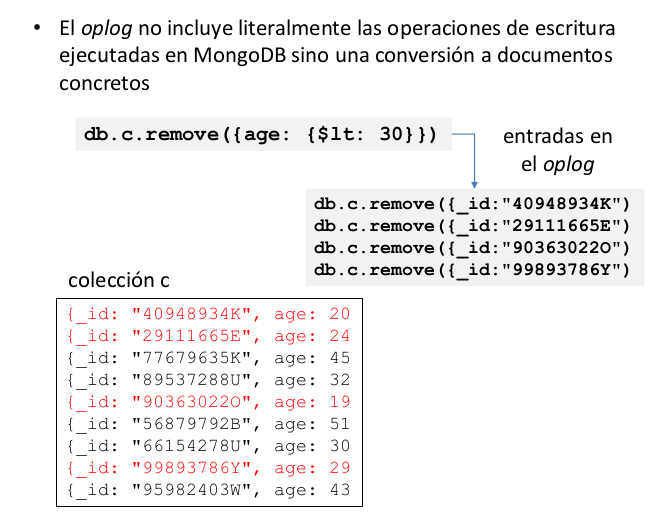 • El oplog no incluye literalmente las operaciones de escritura
ejecutadas en MongoDB sino una conversión a documentos
concretos
db.c.remove({age: {$lt: 30}})
entradas en
el oplog
db.c.remove({_id:"40948934K")
db.c.remove({_id:"29111665E")
db.c.remove({_id:"90363022O")
db.c.remove({_id:"99893786Y")
colección c
{_id: "40948934K", age: 20
{_id: "29111665E", age: 24
{_id: "77679635K", age: 45
{_id: "89537288U", age: 32
{_id: "90363022O", age: 19
{_id: "56879792B", age: 51
{_id: "66154278U", age: 30
{_id: "99893786Y", age: 29
{_id: "95982403W", age: 43